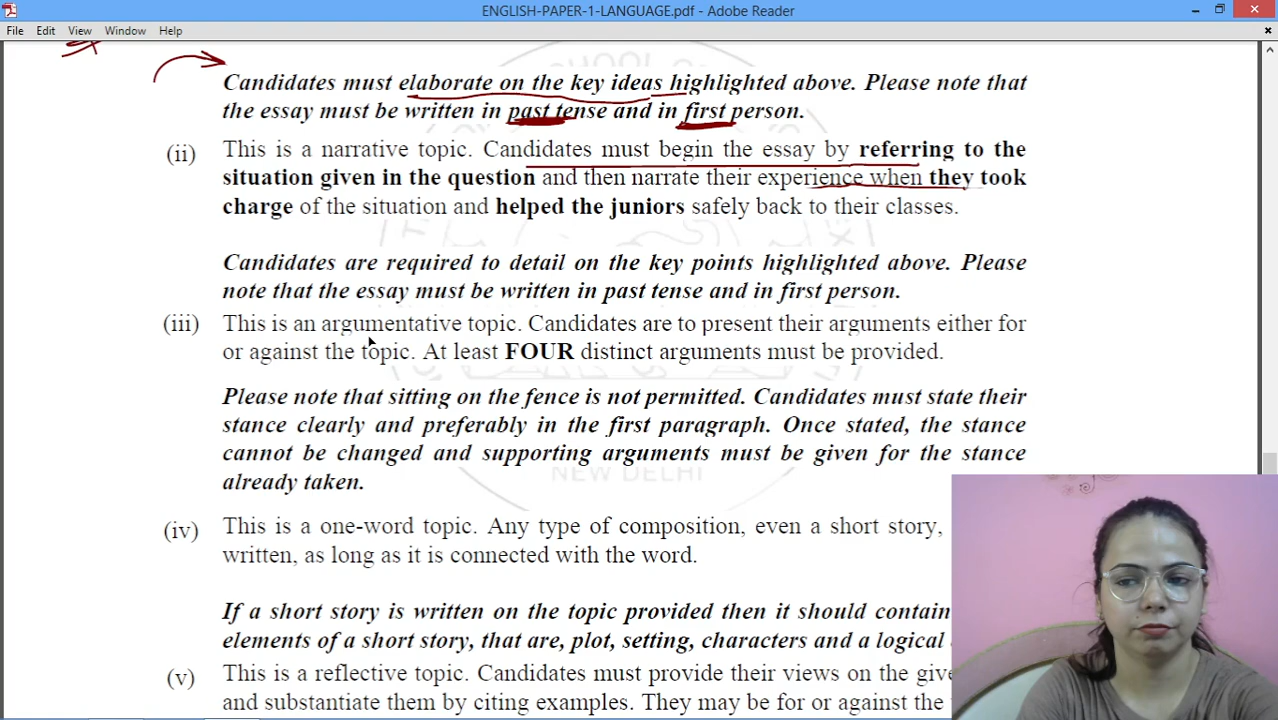 ENGLISH-PAPER-1-LANGUAGE.pdf - Adobe Reader
File Edit View Window Help
Candidates must elaborate on the key ideas highlighted above. Please note that
the essay must be written in past tense and in first person.
(ii) This is a narrative topic. Candidates must begin the essay by referring to the
situation given in the question and then narrate their experience when they took
charge of the situation and helped the juniors safely back to their classes.
Candidates are required to detail on the key points highlighted above. Please
note that the essay must be written in past tense and in first person.
(iii) This is an argumentative topic. Candidates are to present their arguments either for
or against the topic. At least FOUR distinct arguments must be provided.
Please note that sitting on the fence is not permitted. Candidates must state their
stance clearly and preferably in the first paragraph. Once stated, the stance
cannot be changed and supporting arguments must be given for the stance
already taken.
NEW DELHI
(iv) This is a one-word topic. Any type of composition, even a short story,
written, as long as it is connected with the word.
If a short story is written on the topic provided then it should contain
elements of a short story, that are, plot, setting, characters and a logical
(v) This is a reflective topic. Candidates must provide their views on the give
and substantiate them by citing examples. They may be for or against the